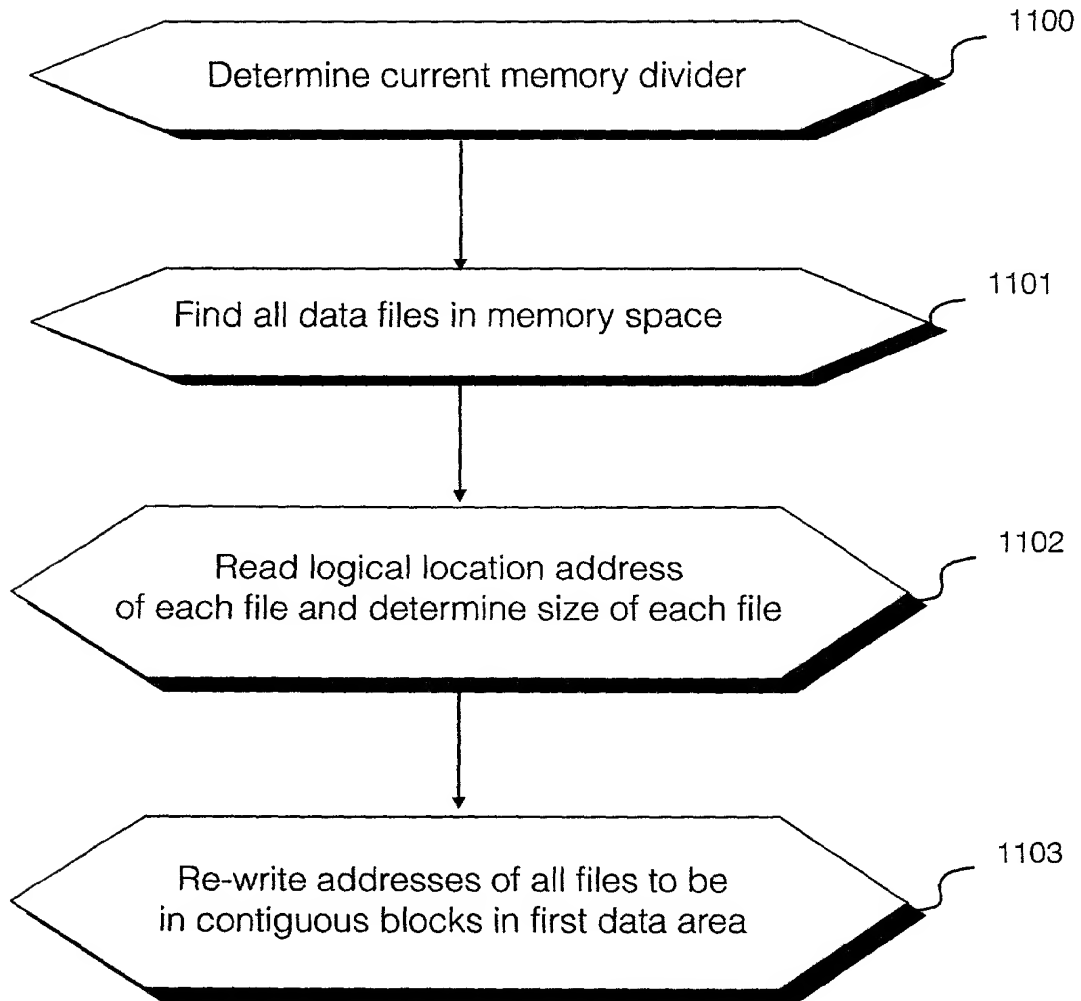 1100
Determine current memory divider
1101
Find all data files in memory space
1102
Read logical location address
of each file and determine size of each file
1103
Re-write addresses of all files to be
in contiguous blocks in first data area